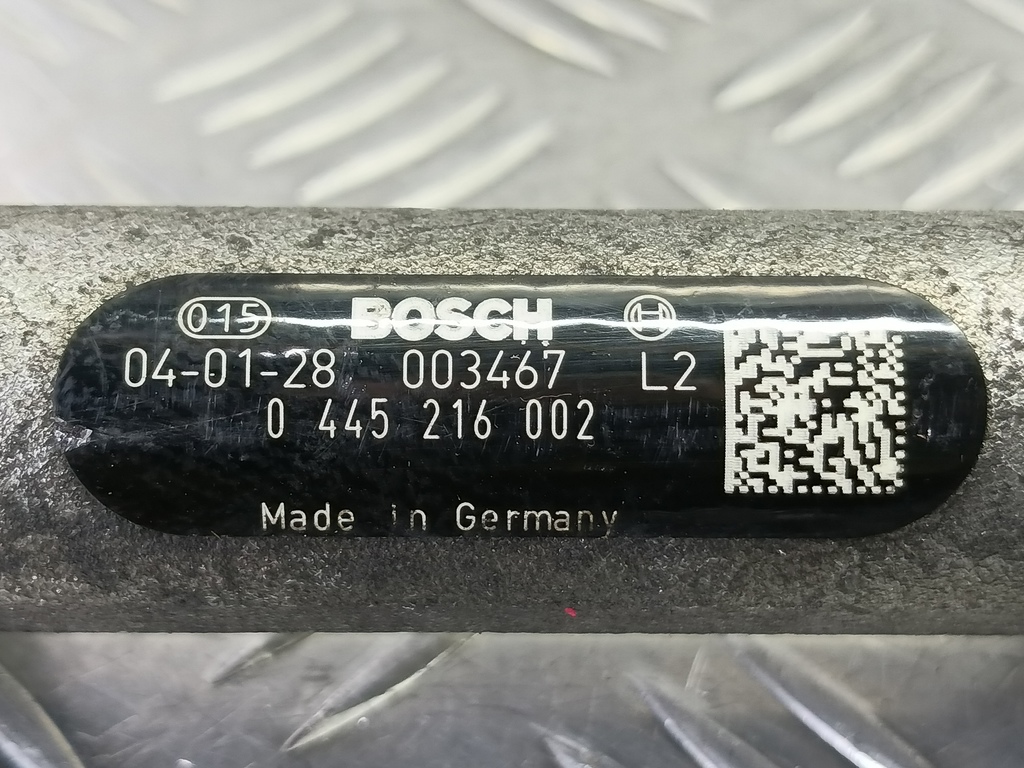 015 BOSCH
04-01-28 003467 L2
0 445 216 002
Made in Germany